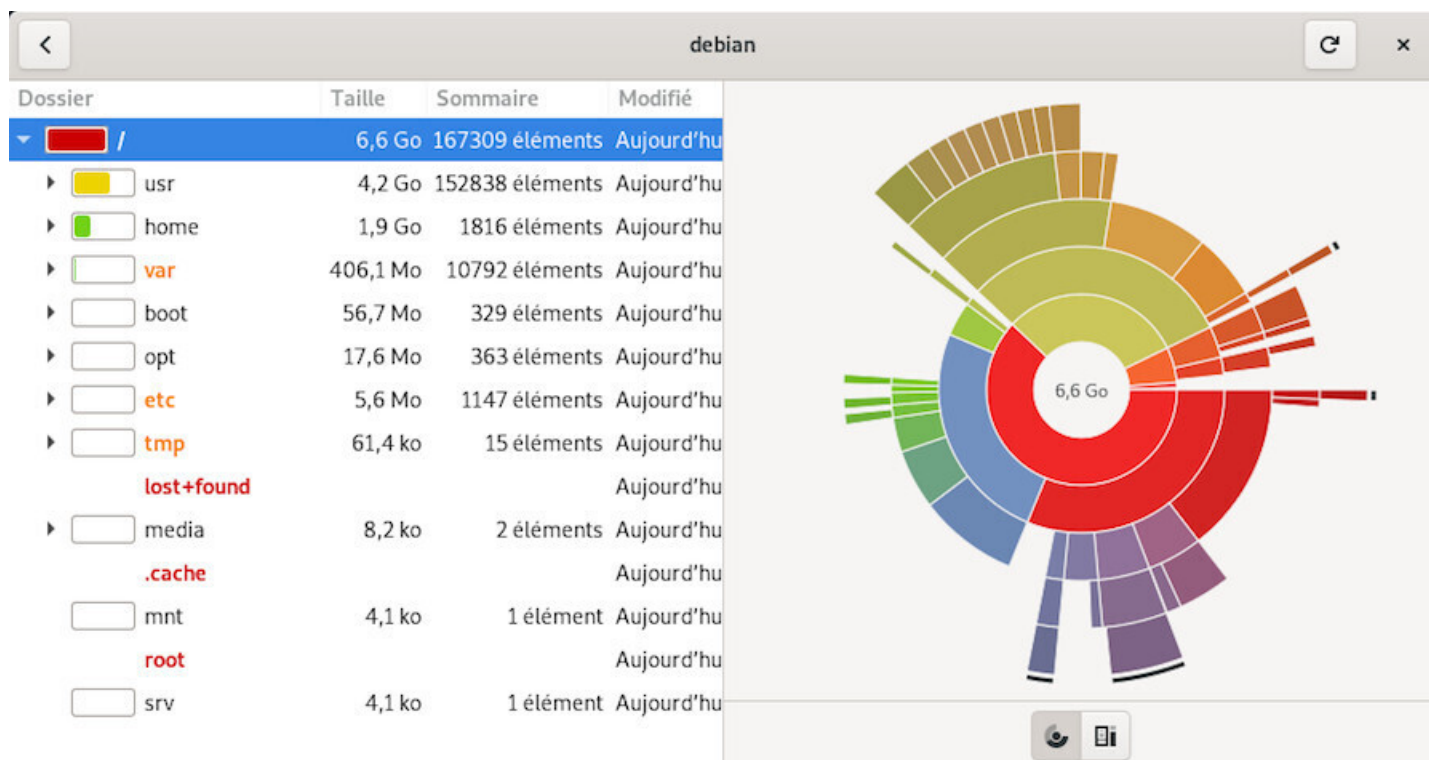 debian
Dossier Taille Sommaire Modifié
/ 6,6 Go 167309 éléments Aujourd'hu
usr 4,2 Go 152838 éléments Aujourd'hu
home 1,9 Go 1816 éléments Aujourd'hu
var 406,1 Mo 10792 éléments Aujourd'hu
boot 56,7 Mo 329 éléments Aujourd'hu
opt 17,6 Mo 363 éléments Aujourd'hu
etc 5,6 Mo 1147 éléments Aujourd'hu
tmp 61,4 ko 15 éléments Aujourd'hu
lost+found Aujourd'hu
media 8,2 ko 2 éléments Aujourd'hu
.cache Aujourd'hu
mnt 4,1 ko 1 élément Aujourd'hu
root Aujourd'hu
srv 4,1 ko 1 élément Aujourd'hu
6,6 Go